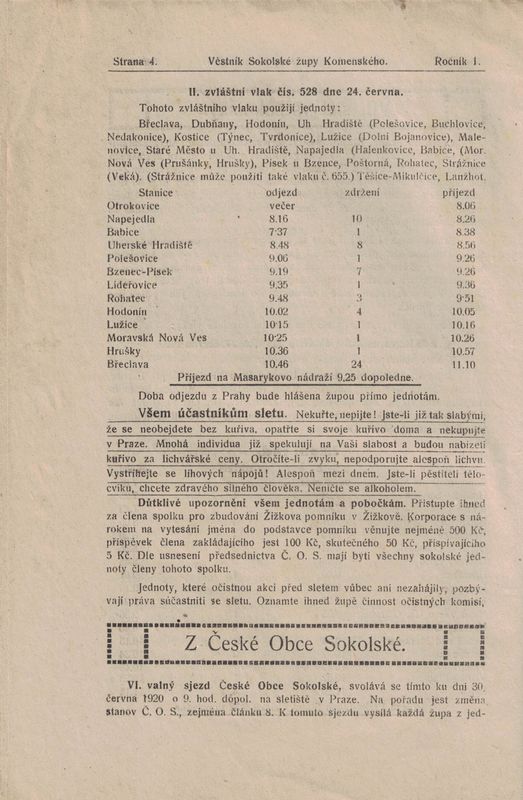 Strana 4. Věstník Sokolské župy Komenského. Ročník 1.
II. zvláštní vlak čís. 528 dne 24. června.
Tohoto zvláštního vlaku použijí jednoty:
Břeclava, Dubňany, Hodonín, Uh Hradiště (Polešovice, Buchlovice,
Nedakonice), Kostice (Týnec, Tvrdonice), Lužice (Dolní Bojanovice), Male-
novice, Staré Město u Uh. Hradiště, Napajedla (Halenkovice, Babice, (Mor.
Nová Ves (Prušánky, Hrušky), Písek u Bzence, Poštorná, Rohatec, Strážnice
(Veká). (Strážnice může použíti také vlaku č. 655.) Těšice-Mikulčice, Lanžhot.
Stanice odjezd zdržení příjezd
Otrokovice večer 8.06
Napejedla 8.16 10 8.26
Babice 7·37 1 8.38
Uherské Hradiště 8.48 8 8.56
Polešovice 9.06 1 9.26
Bzenec-Písek 9.19 7 9.26
Lideřovice 9.35 1 9.36
Rohatec 9.48 3 9·51
Hodonín 10.02 4 10.05
Lužice 10·15 1 10.16
Moravská Nová Ves 10·25 1 10.26
Hrušky 10.36 1 10.57
Břeclava 10.46 24 11.10
Příjezd na Masarykovo nádraží 9,25 dopoledne.
Doba odjezdu z Prahy bude hlášena župou přímo jednotám.
Všem účastníkům sletu. Nekuřte, nepijte! Jste-li již tak slabými,
že se neobejdete bez kuřiva, opatřte si svoje kuřivo doma a nekupujte
v Praze. Mnohá individua již spekulují na Vaši slabost a budou nabízeti
kuřivo za lichvářské ceny. Otročíte-li zvyku, nepodporujte alespoň lichvu.
Vystříhejte se lihových nápojů! Alespoň mezi dnem. Jste-li pěstiteli tělo-
cviku, chcete zdravého silného člověka. Neničte se alkoholem.
Důtklivé upozornění všem jednotám a pobočkám. Přistupte ihned
za člena spolku pro zbudování Žižkova pomníku v Žižkově. Korporace s ná-
rokem na vytesání jména do podstavce pomníku věnujte nejméně 500 Kč,
příspěvek člena zakládajícího jest 100 Kč, skutečného 50 Kč, přispívajícího
5 Kč. Dle usnesení předsednictva Č. O. S. mají býti všechny sokolské jed-
noty členy tohoto spolku.
Jednoty, které očistnou akci před sletem vůbec ani nezahájily, pozbý-
vají práva súčastniti se sletu. Oznamte ihned župě činnost očistných komisí,
Z České Obce Sokolské.
VI. valný sjezd České Obce Sokolské, svolává se tímto ku dni 30.
června 1920 o 9. hod. dopol. na sletiště v Praze. Na pořadu jest změna
stanov Č. O. S., zejména článku 8. K tomuto sjezdu vysílá každá župa z jed-